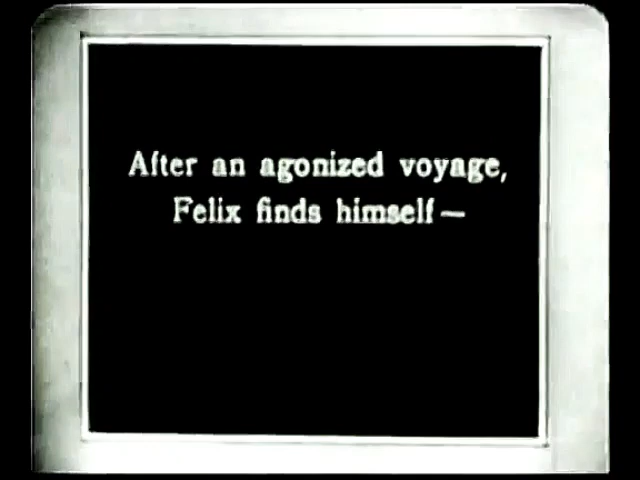 After an agonized voyage,
Felix finds himself—